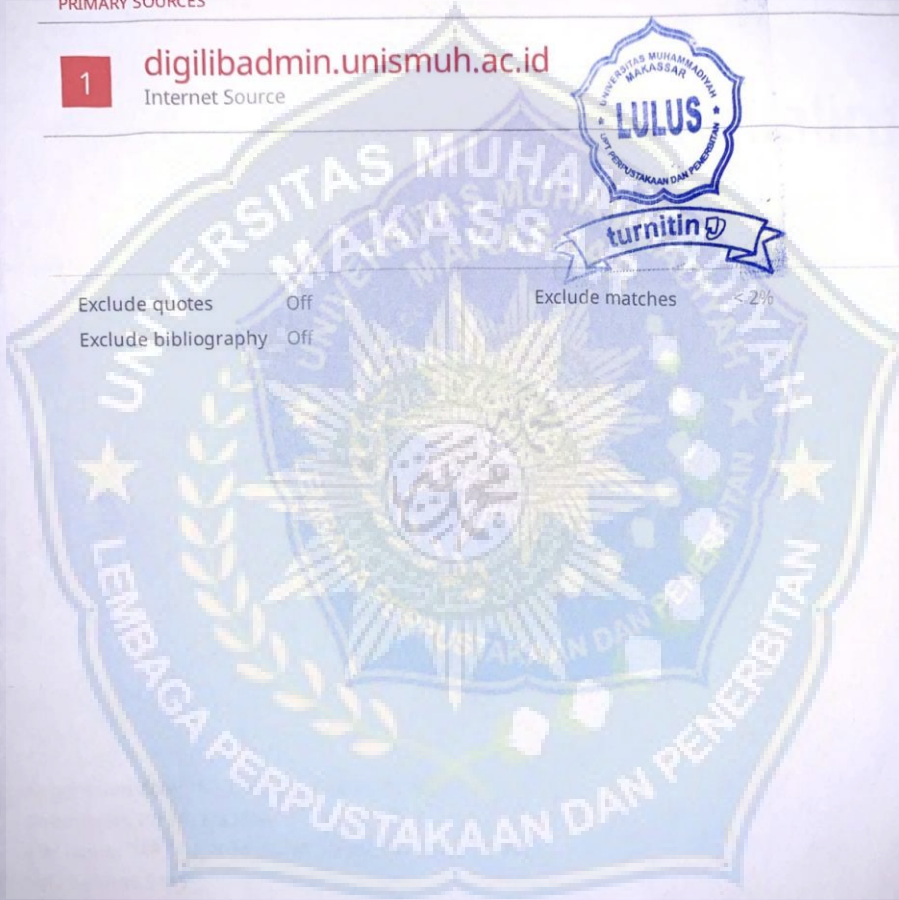 PRIMARY SOURCES
1
digilibadmin.unismuh.ac.id
Internet Source
UNIVERSITAS MUHAMMADIYAH
MAKASSAR
LULUS
UPT PERPUSTAKAAN DAN PENERBITAN
turnitin
Exclude quotes Off
Exclude matches < 2%
Exclude bibliography Off
UNIVERSITAS MUHAMMADIYAH
MAKASSAR
LEMBAGA PERPUSTAKAAN DAN PENERBITAN
محمد